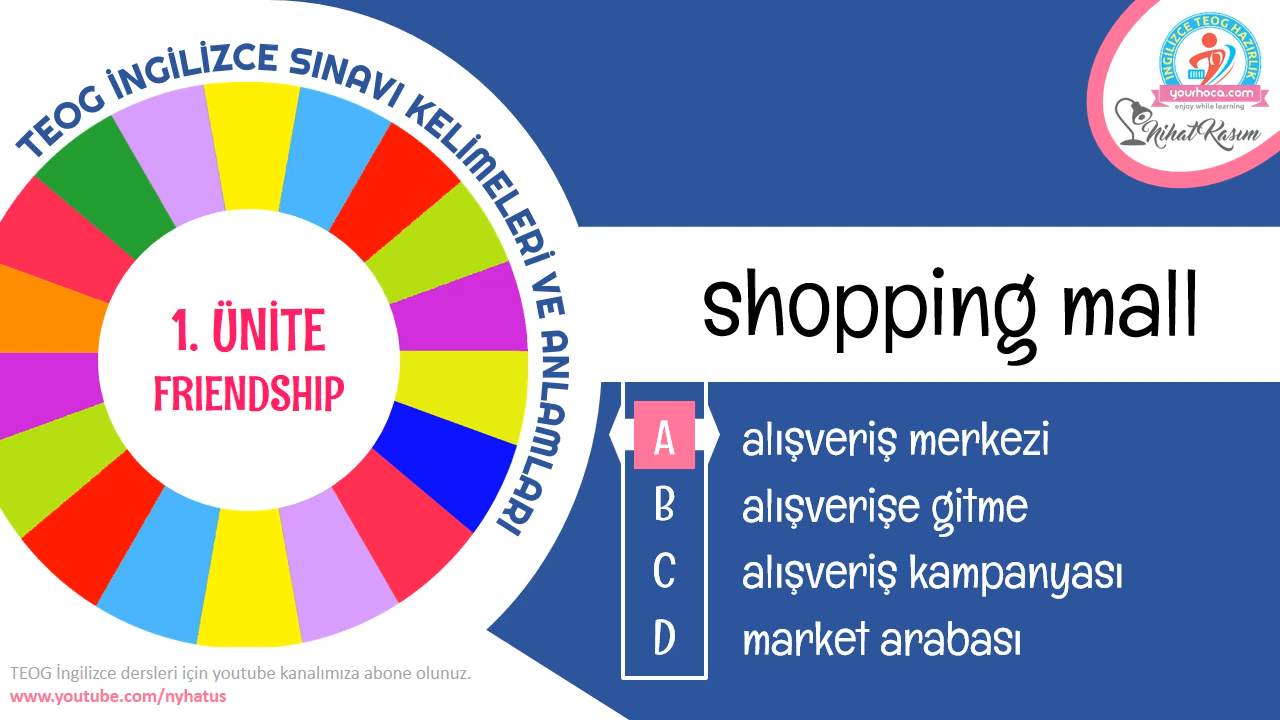 TEOG İNGİLİZCE SINAVI KELİMELERİ VE ANLAMLARI
İNGİLİZCE TEOG HAZIRLIK
yourhoca.com
enjoy while learning
Nihat Kasım
1. ÜNİTE
FRIENDSHIP
shopping mall
A alışveriş merkezi
B alışverişe gitme
C alışveriş kampanyası
D market arabası
TEOG İngilizce dersleri için youtube kanalımıza abone olunuz.
www.youtube.com/nyhatus